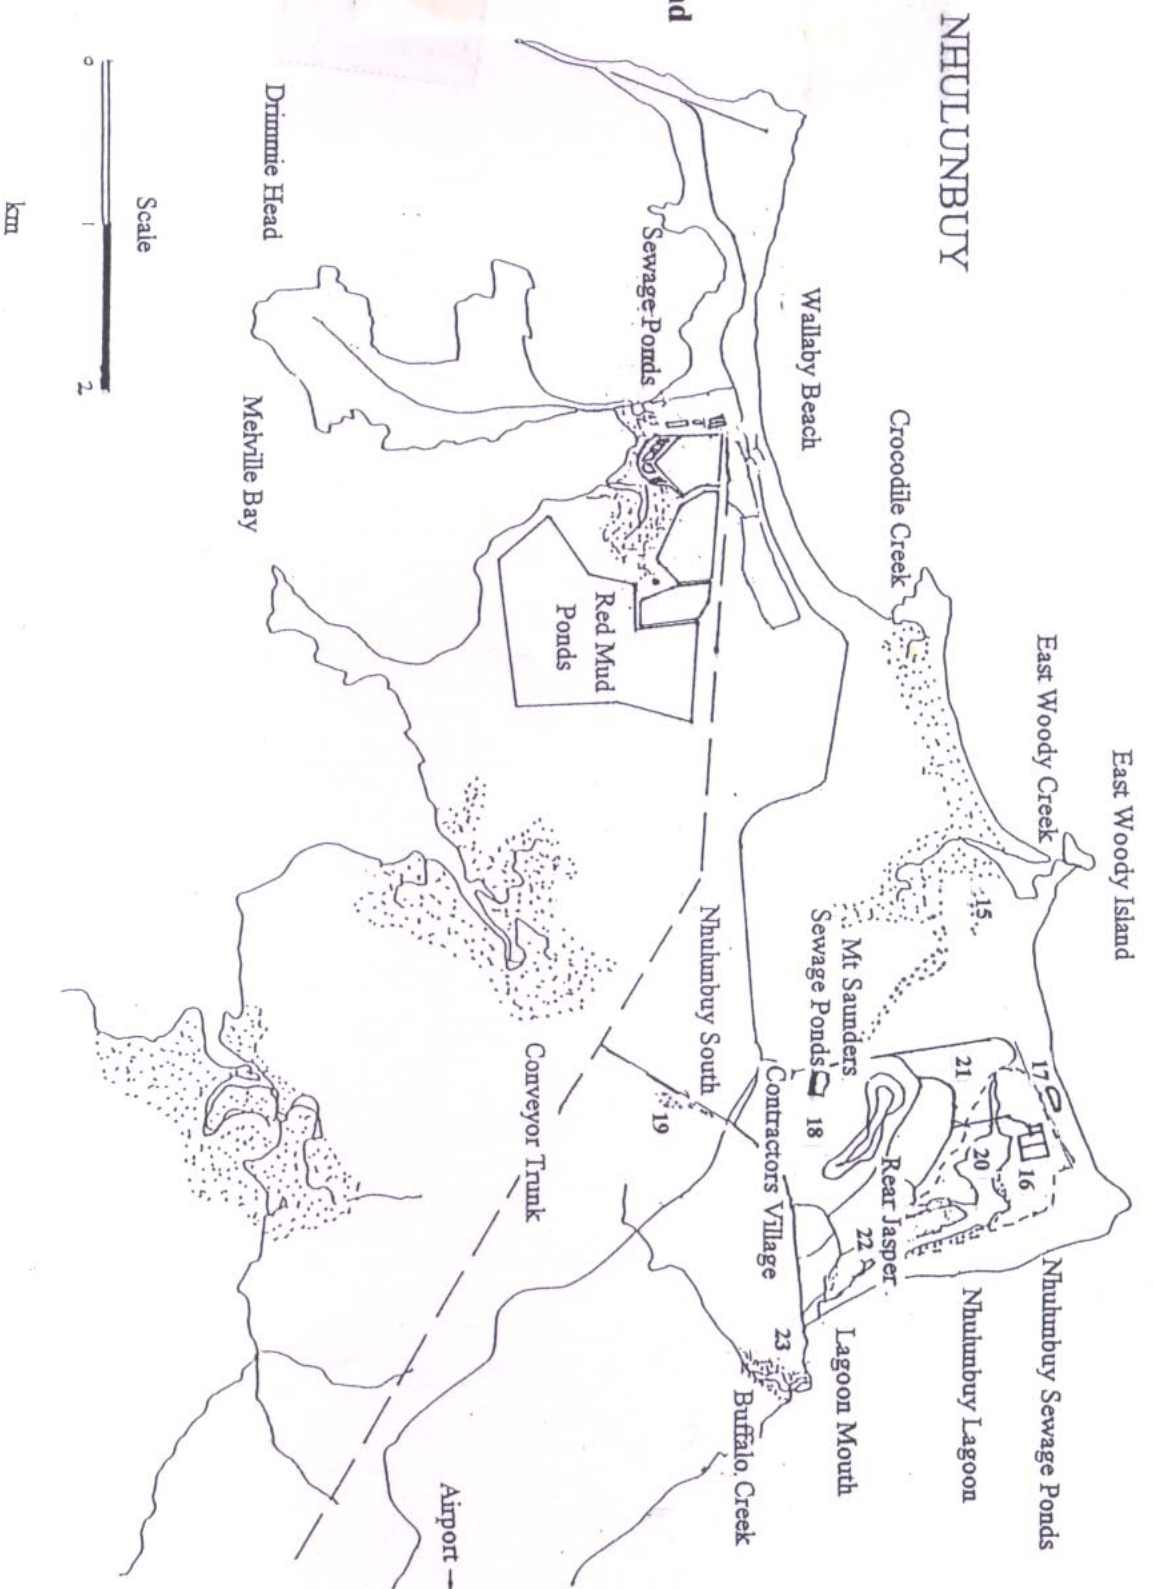 NHULUNBUY
East Woody Island
East Woody Creek
Crocodile Creek
Wallaby Beach
Sewage Ponds
Drimmie Head
Melville Bay
Red Mud
Ponds
15
Mt Saunders
Sewage Ponds
Nhulunbuy South
Conveyor Trunk
Contractors Village
17
21
16
20
18
19
Rear Jasper
22
Nhulunbuy Sewage Ponds
Nhulunbuy Lagoon
Lagoon Mouth
23
Buffalo Creek
Airport →
Scale
0 1 2
km